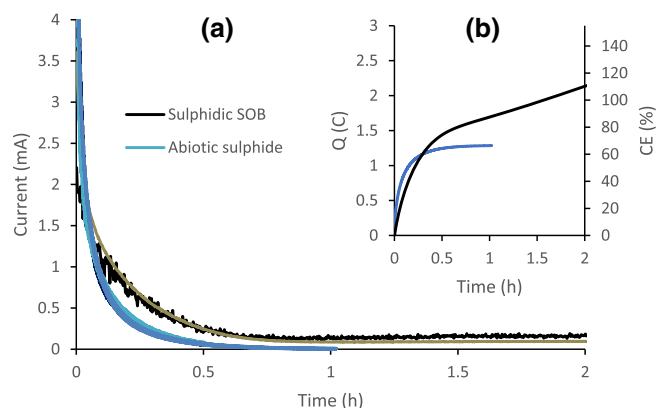 (a)
Current (mA)
4
3.5
3
2.5
2
1.5
1
0.5
0
Sulphidic SOB
Abiotic sulphide
0 0.5 1 1.5 2
Time (h)
(b)
Q (C)
3
2.5
2
1.5
1
0.5
0
0 0.5 1 1.5 2
Time (h)
140
120
100
80
60
40
20
0
CE (%)